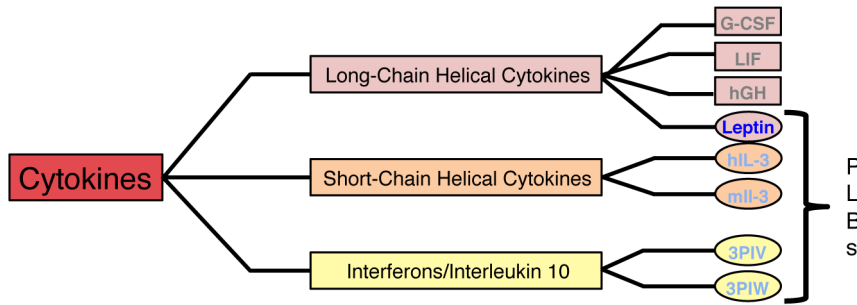 G-CSF
LIF
Long-Chain Helical Cytokines
hGH
Leptin
hIL-3
Cytokines
Short-Chain Helical Cytokines
mIl-3
3PIV
Interferons/Interleukin 10
3PIW
P
L
B
s